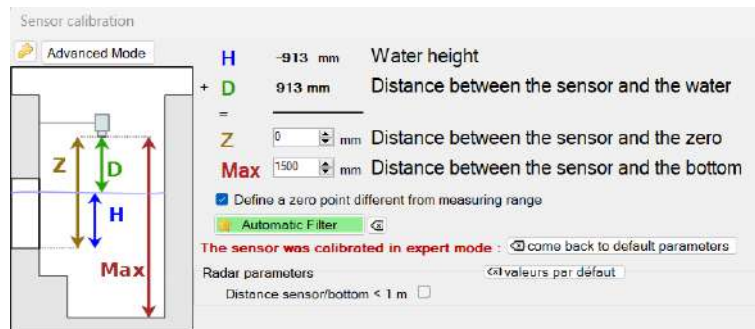 Sensor calibration
Advanced Mode
H -913 mm Water height
+ D 913 mm Distance between the sensor and the water
=
Z 0 mm Distance between the sensor and the zero
Max 1500 mm Distance between the sensor and the bottom
Define a zero point different from measuring range
Automatic Filter
The sensor was calibrated in expert mode : come back to default parameters
Radar parameters valeurs par défaut
Distance sensor/bottom < 1 m
Z D
H
Max